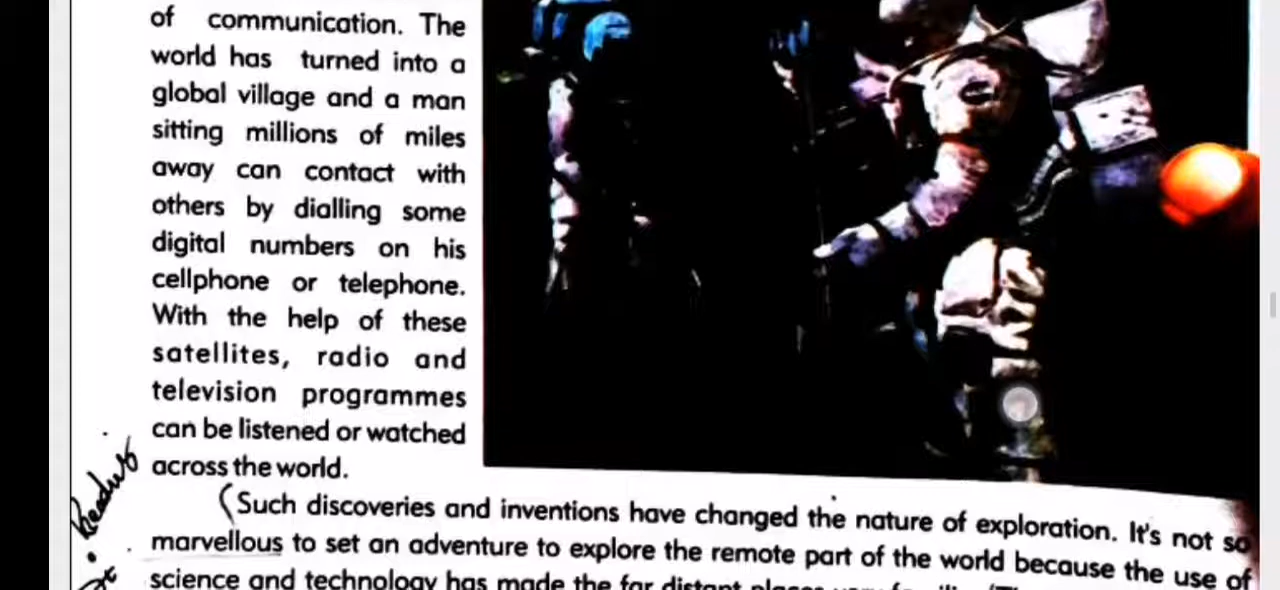 of communication. The
world has turned into a
global village and a man
sitting millions of miles
away can contact with
others by dialling some
digital numbers on his
cellphone or telephone.
With the help of these
satellites, radio and
television programmes
can be listened or watched
across the world.
(Such discoveries and inventions have changed the nature of exploration. It's not so
marvellous to set an adventure to explore the remote part of the world because the use of
science and technology has made the far distant places very